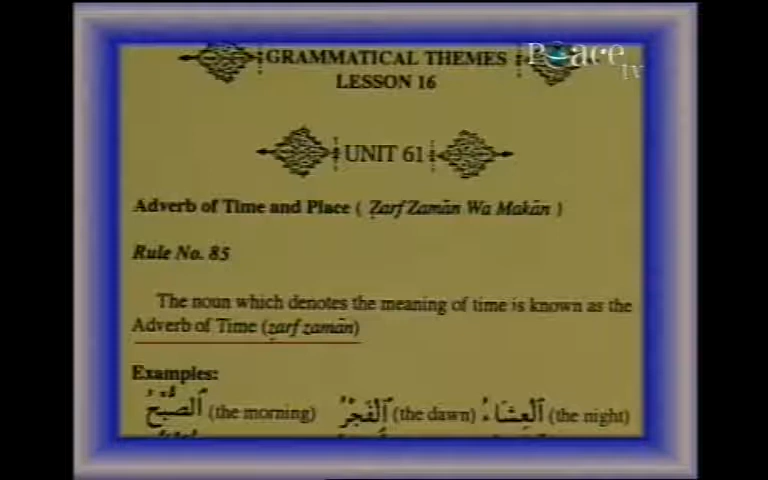 Peace TV
GRAMMATICAL THEMES
LESSON 16
UNIT 61
Adverb of Time and Place ( Ẓarf Zamān Wa Makān )
Rule No. 85
The noun which denotes the meaning of time is known as the
Adverb of Time (ẓarf zamān)
Examples:
اَلصُّبْحُ (the morning) اَلْفَجْرُ (the dawn) اَلْعِشَاءُ (the night)